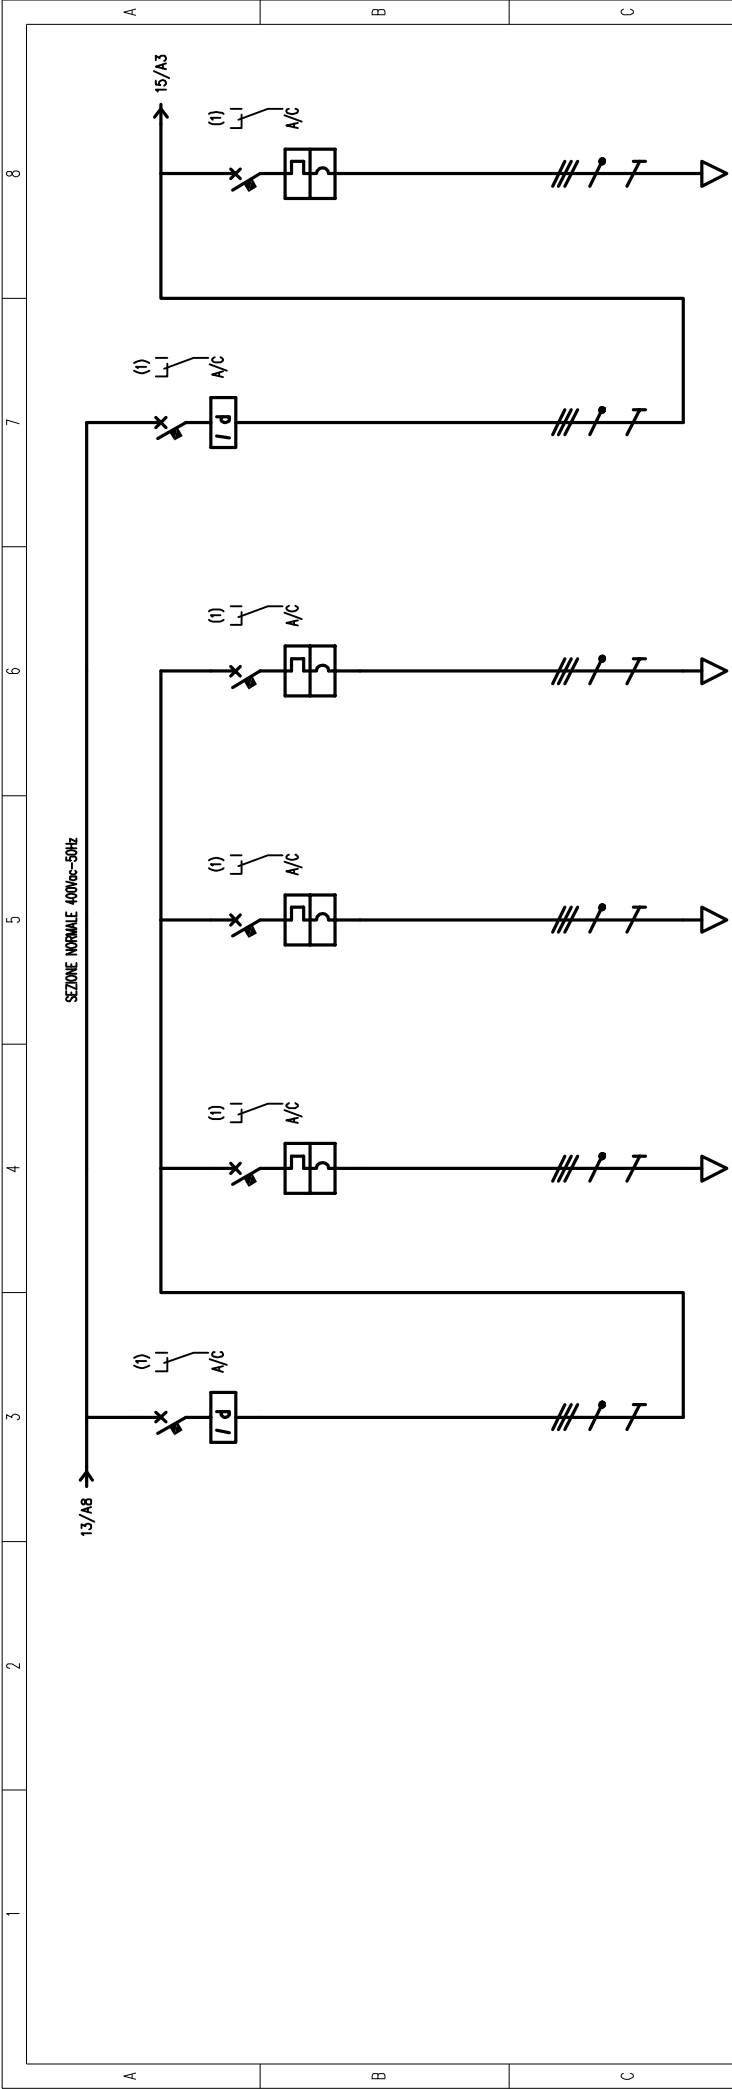 1 2 3 4 5 6 7 8
A A
SEZIONE NORMALE 400Vac-50Hz
13/A8
15/A3
(1) (1)
A/C A/C
(1) (1) (1) (1)
A/C A/C A/C A/C
Id Id
B B
C C